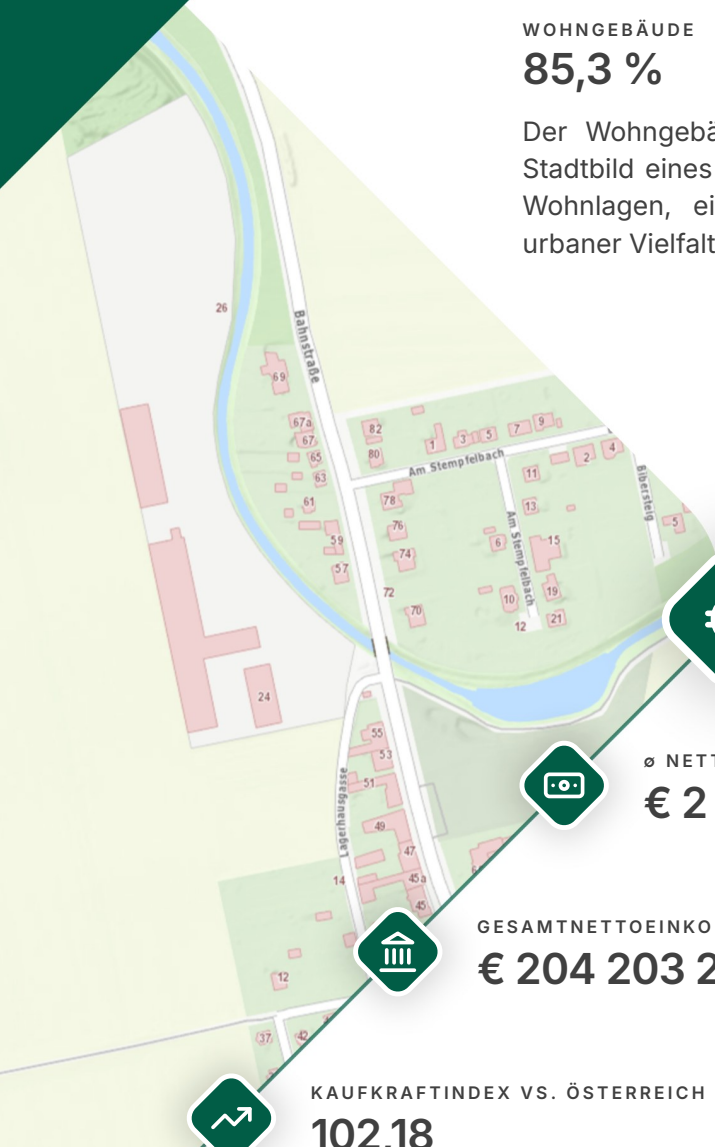 WOHNGEBÄUDE
85,3 %
Der Wohngebä
Stadtbild eines
Wohnlagen, ei
urbaner Vielfalt
26
Bahnstraße
69
67a
67
65
63
61
59
57
82
80
1
3
5
7
9
Am Stempfelbach
2
4
11
13
Bibersteig
5
78
76
74
72
70
Am Stempfelbach
6
15
10
19
12
21
24
55
53
51
49
47
45a
45
Lagerhausgasse
14
12
37
42
ø NETT
€ 2
GESAMTNETTOEINKO
€ 204 203 2
KAUFKRAFTINDEX VS. ÖSTERREICH
102,18